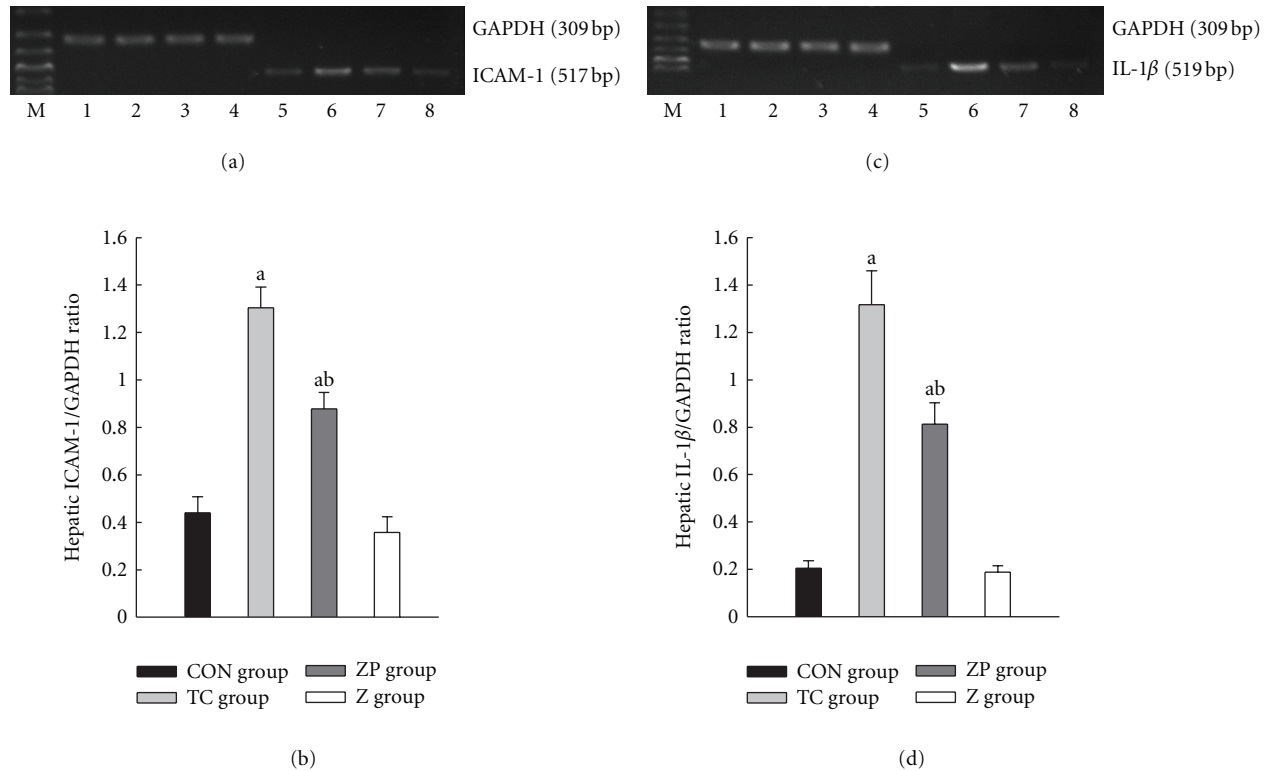 GAPDH (309 bp)
ICAM-1 (517 bp)
M 1 2 3 4 5 6 7 8
(a)
GAPDH (309 bp)
IL-1β (519 bp)
M 1 2 3 4 5 6 7 8
(c)
Hepatic ICAM-1/GAPDH ratio
1.6
1.4
1.2
1
0.8
0.6
0.4
0.2
0
a
ab
CON group
TC group
ZP group
Z group
(b)
Hepatic IL-1β/GAPDH ratio
1.6
1.4
1.2
1
0.8
0.6
0.4
0.2
0
a
ab
CON group
TC group
ZP group
Z group
(d)